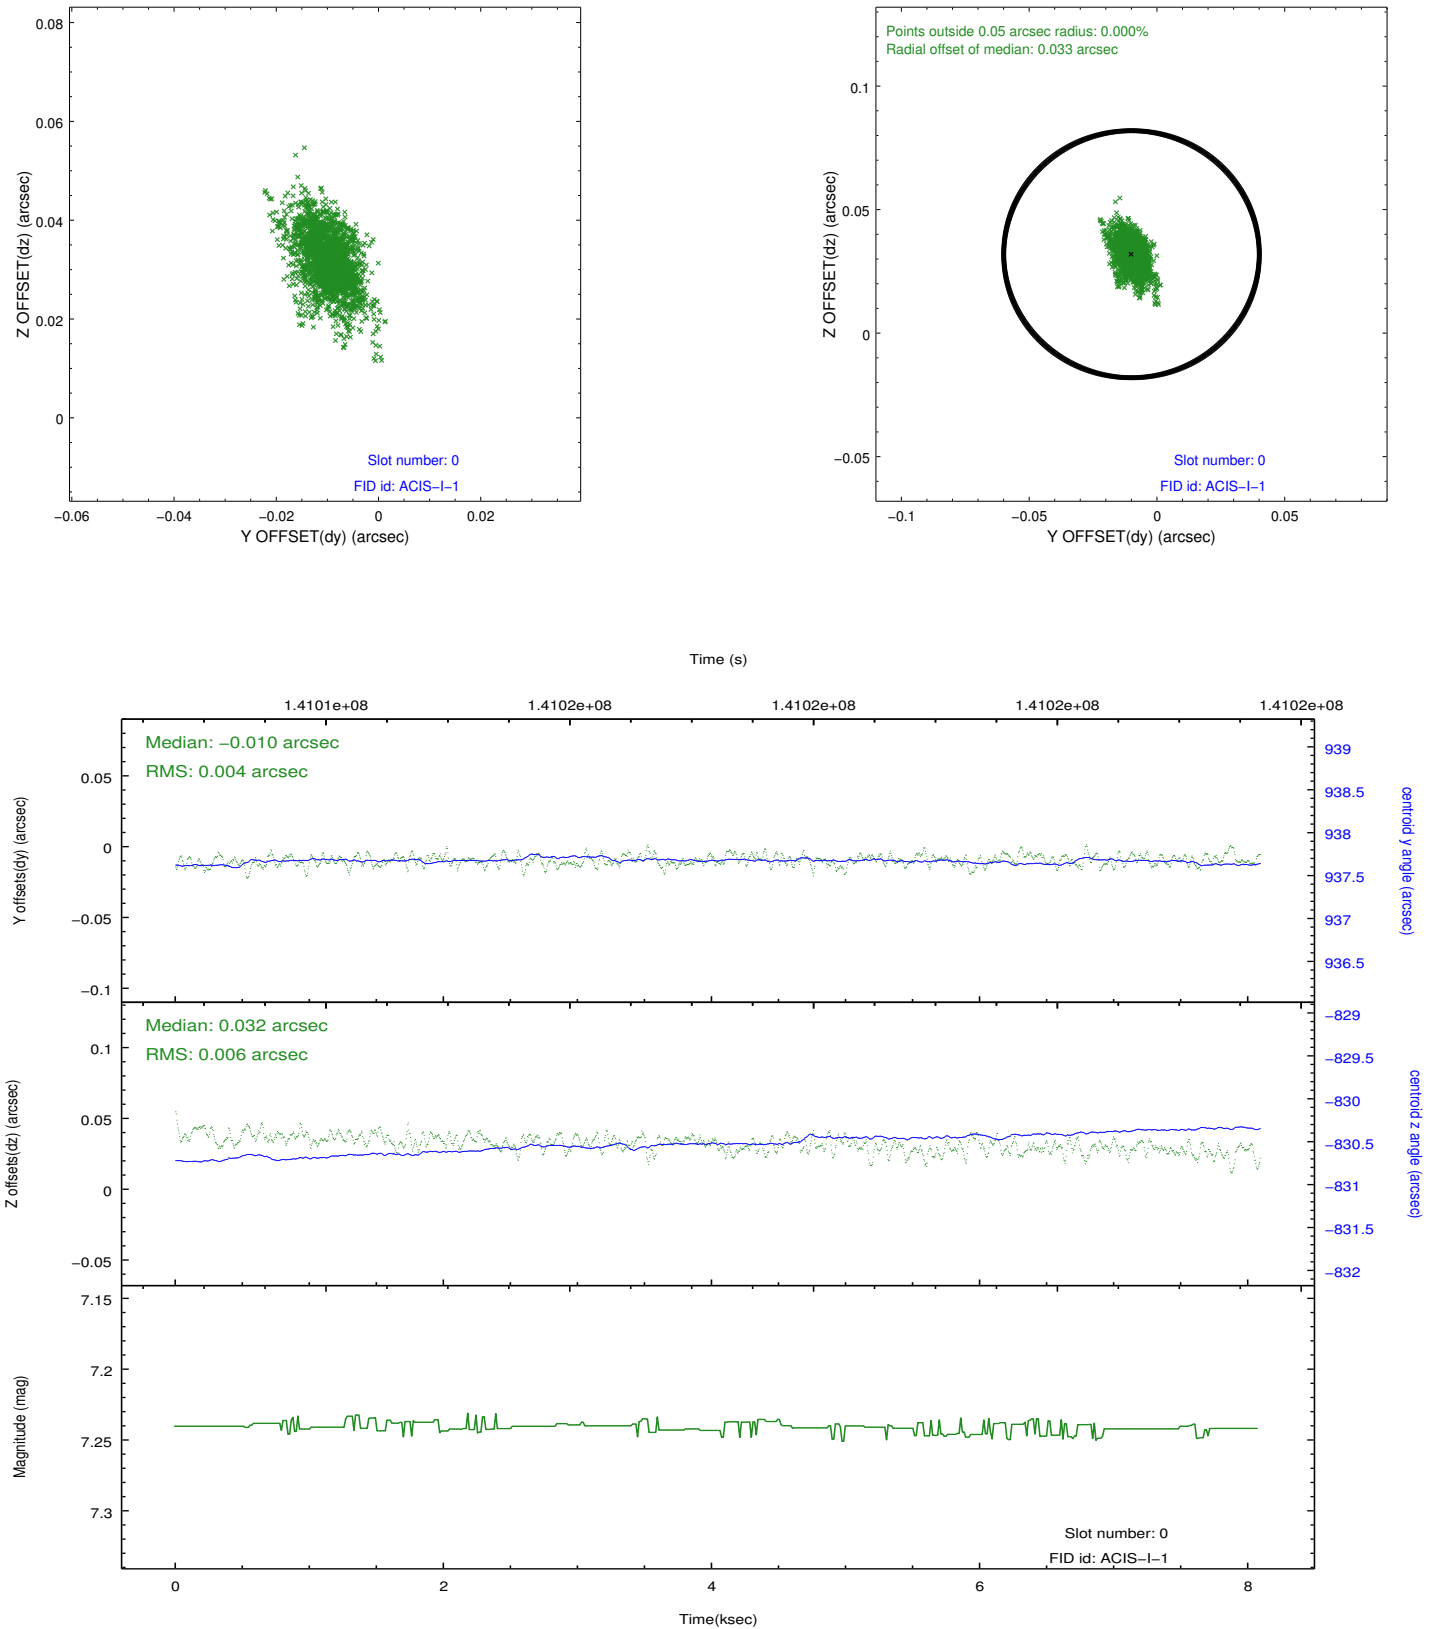 0.08
0.06
0.04
0.02
0
Z OFFSET(dz) (arcsec)
Slot number: 0
FID id: ACIS−I−1
−0.06
−0.04
−0.02
0
0.02
Y OFFSET(dy) (arcsec)
Points outside 0.05 arcsec radius: 0.000%
Radial offset of median: 0.033 arcsec
0.1
0.05
0
−0.05
Z OFFSET(dz) (arcsec)
Slot number: 0
FID id: ACIS−I−1
−0.1
−0.05
0
0.05
Y OFFSET(dy) (arcsec)
Time (s)
1.4101e+08
1.4102e+08
1.4102e+08
1.4102e+08
1.4102e+08
Median: −0.010 arcsec
RMS: 0.004 arcsec
0.05
0
−0.05
−0.1
Y offsets(dy) (arcsec)
939
938.5
938
937.5
937
936.5
centroid y angle (arcsec)
Median: 0.032 arcsec
RMS: 0.006 arcsec
0.1
0.05
0
−0.05
Z offsets(dz) (arcsec)
−829
−829.5
−830
−830.5
−831
−831.5
−832
centroid z angle (arcsec)
7.15
7.2
7.25
7.3
Magnitude (mag)
Slot number: 0
FID id: ACIS−I−1
0
2
4
6
8
Time(ksec)